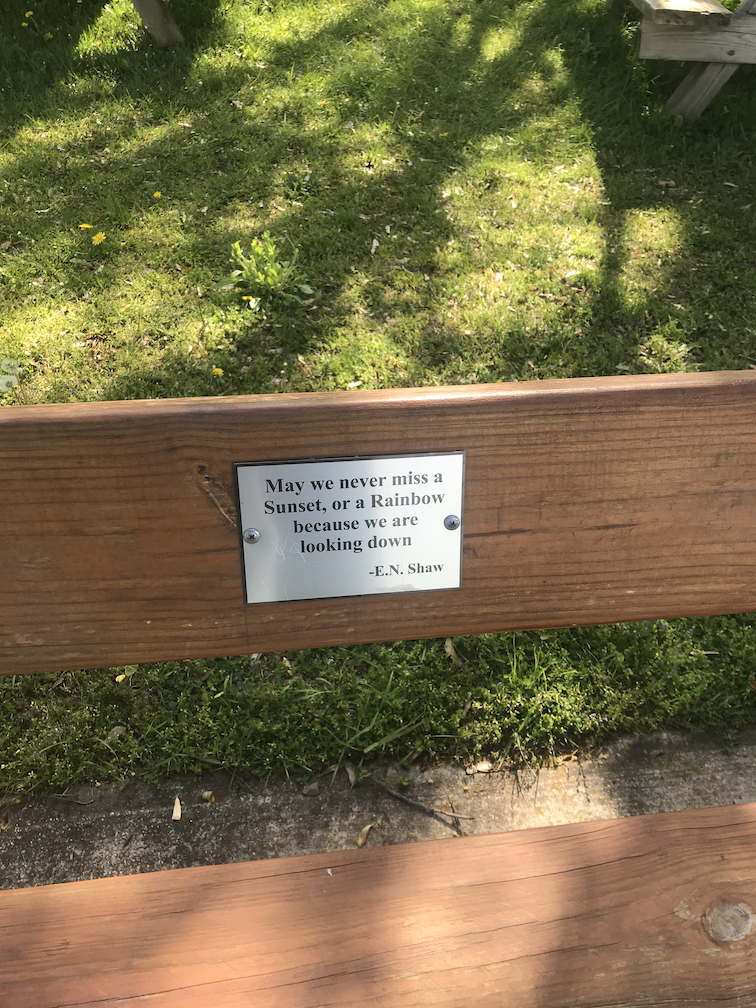 May we never miss a
Sunset, or a Rainbow
because we are
looking down
-E.N. Shaw